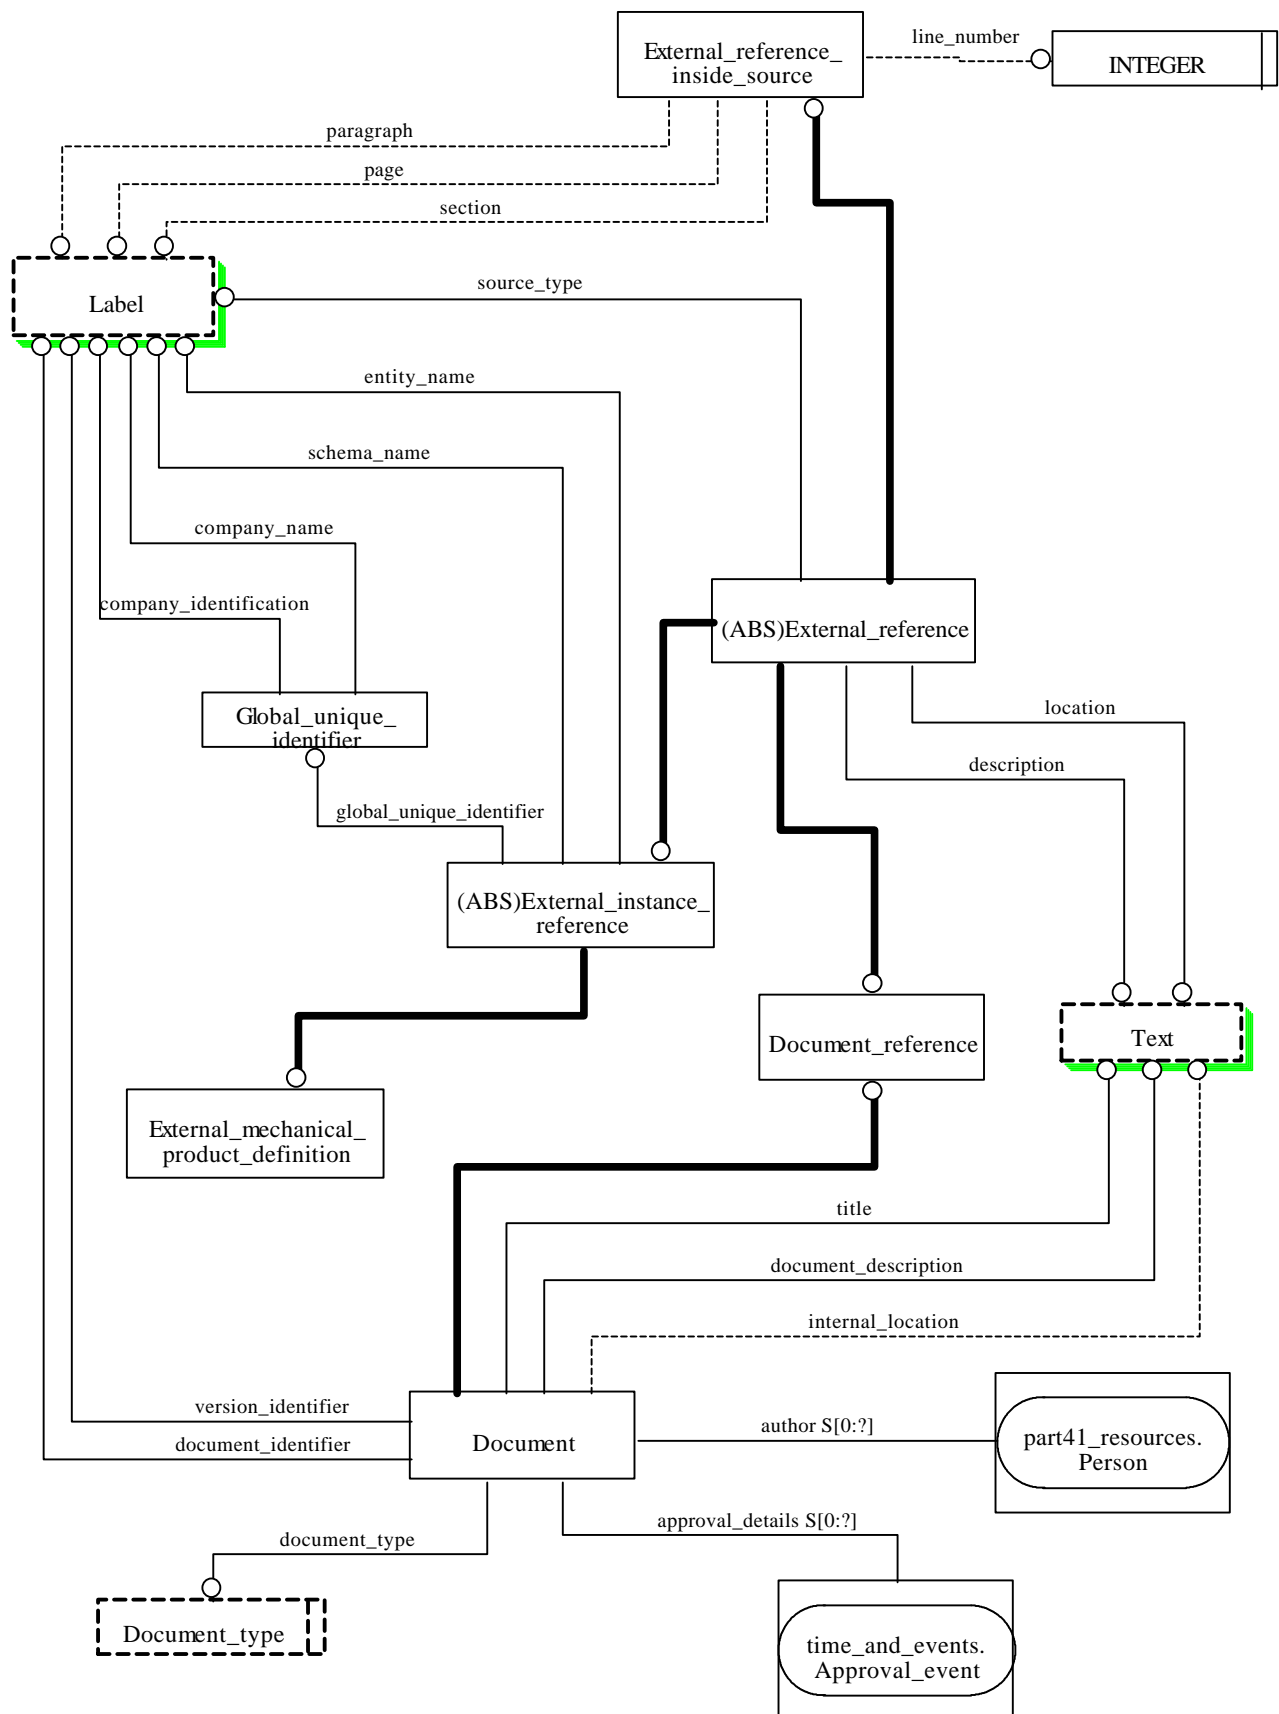 External_reference_
inside_source
line_number
INTEGER
paragraph
page
section
Label
source_type
entity_name
schema_name
company_name
company_identification
(ABS)External_reference
Global_unique_
identifier
location
description
global_unique_identifier
(ABS)External_instance_
reference
Document_reference
Text
External_mechanical_
product_definition
title
document_description
internal_location
version_identifier
document_identifier
Document
author S[0:?]
part41_resources.
Person
approval_details S[0:?]
document_type
Document_type
time_and_events.
Approval_event